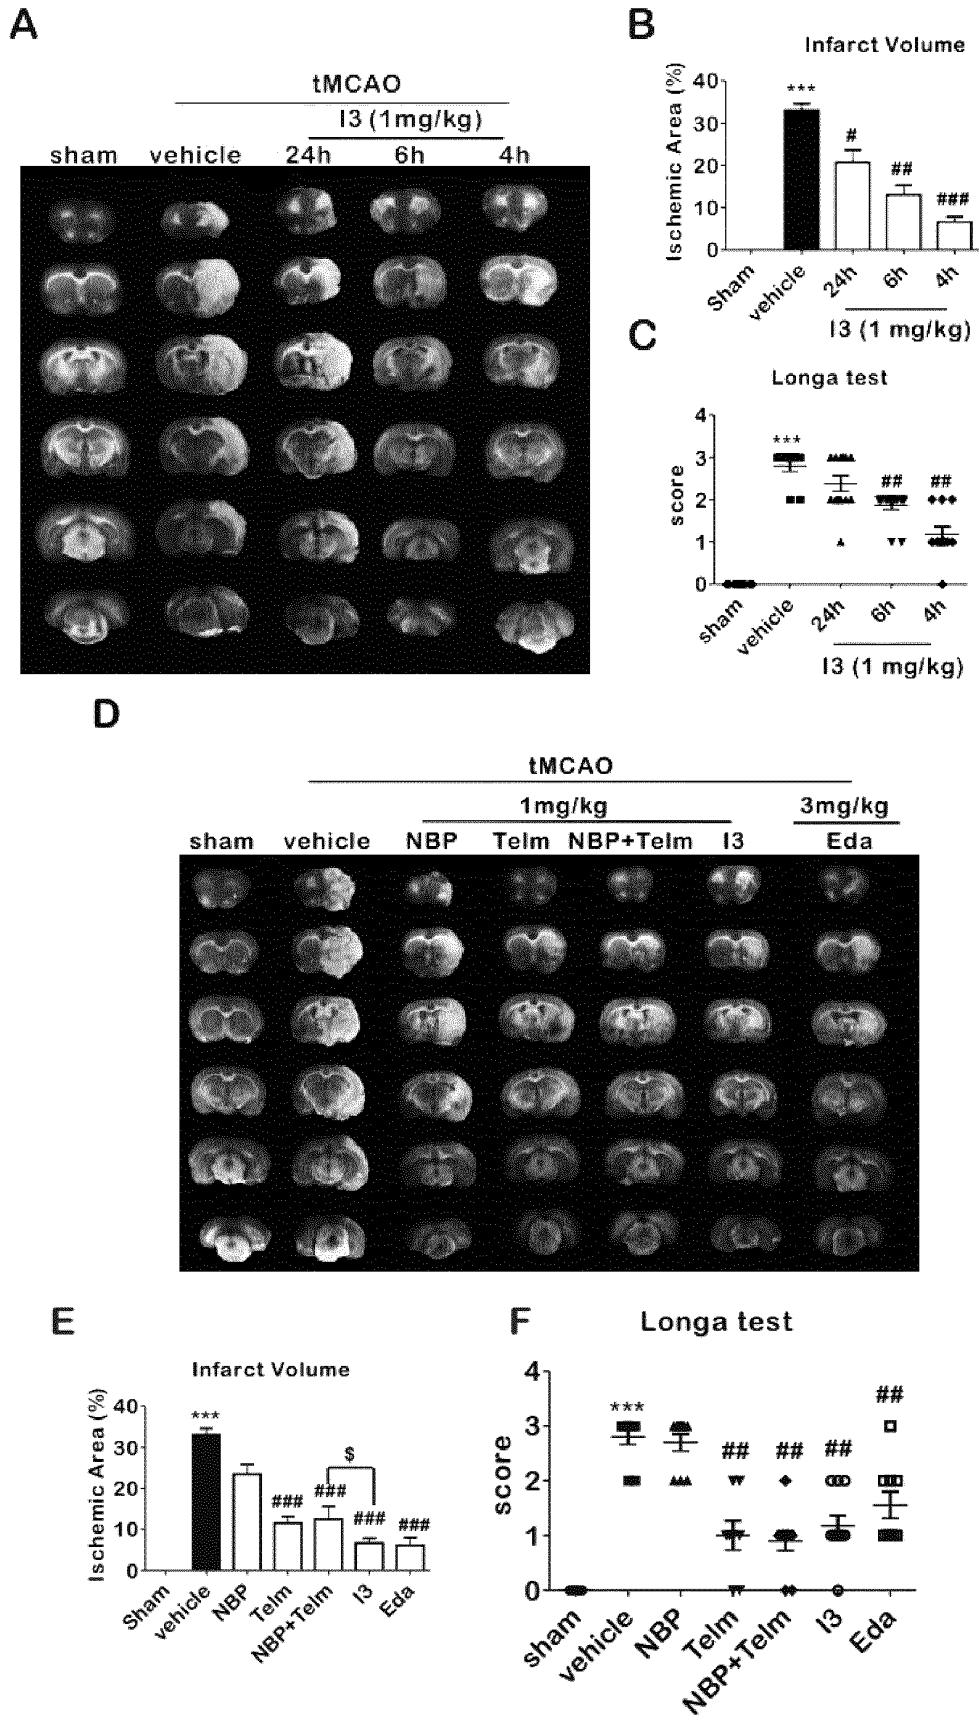 A
tMCAO
I3 (1mg/kg)
sham vehicle 24h 6h 4h
B
Infarct Volume
Ischemic Area (%)
40
30
20
10
0
***
#
##
###
Sham
vehicle
24h
6h
4h
I3 (1 mg/kg)
C
Longa test
score
4
3
2
1
0
***
##
##
sham
vehicle
24h
6h
4h
I3 (1 mg/kg)
D
tMCAO
1mg/kg 3mg/kg
sham vehicle NBP Telm NBP+Telm I3 Eda
E
Infarct Volume
Ischemic Area (%)
40
30
20
10
0
***
###
###
$
###
###
Sham
vehicle
NBP
Telm
NBP+Telm
I3
Eda
F
Longa test
score
4
3
2
1
0
***
##
##
##
##
sham
vehicle
NBP
Telm
NBP+Telm
I3
Eda